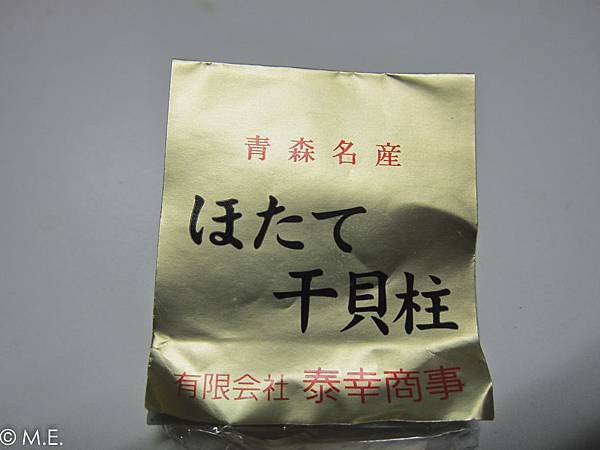 青森名産
ほたて
干貝柱
有限会社 泰幸商事
© M.E.